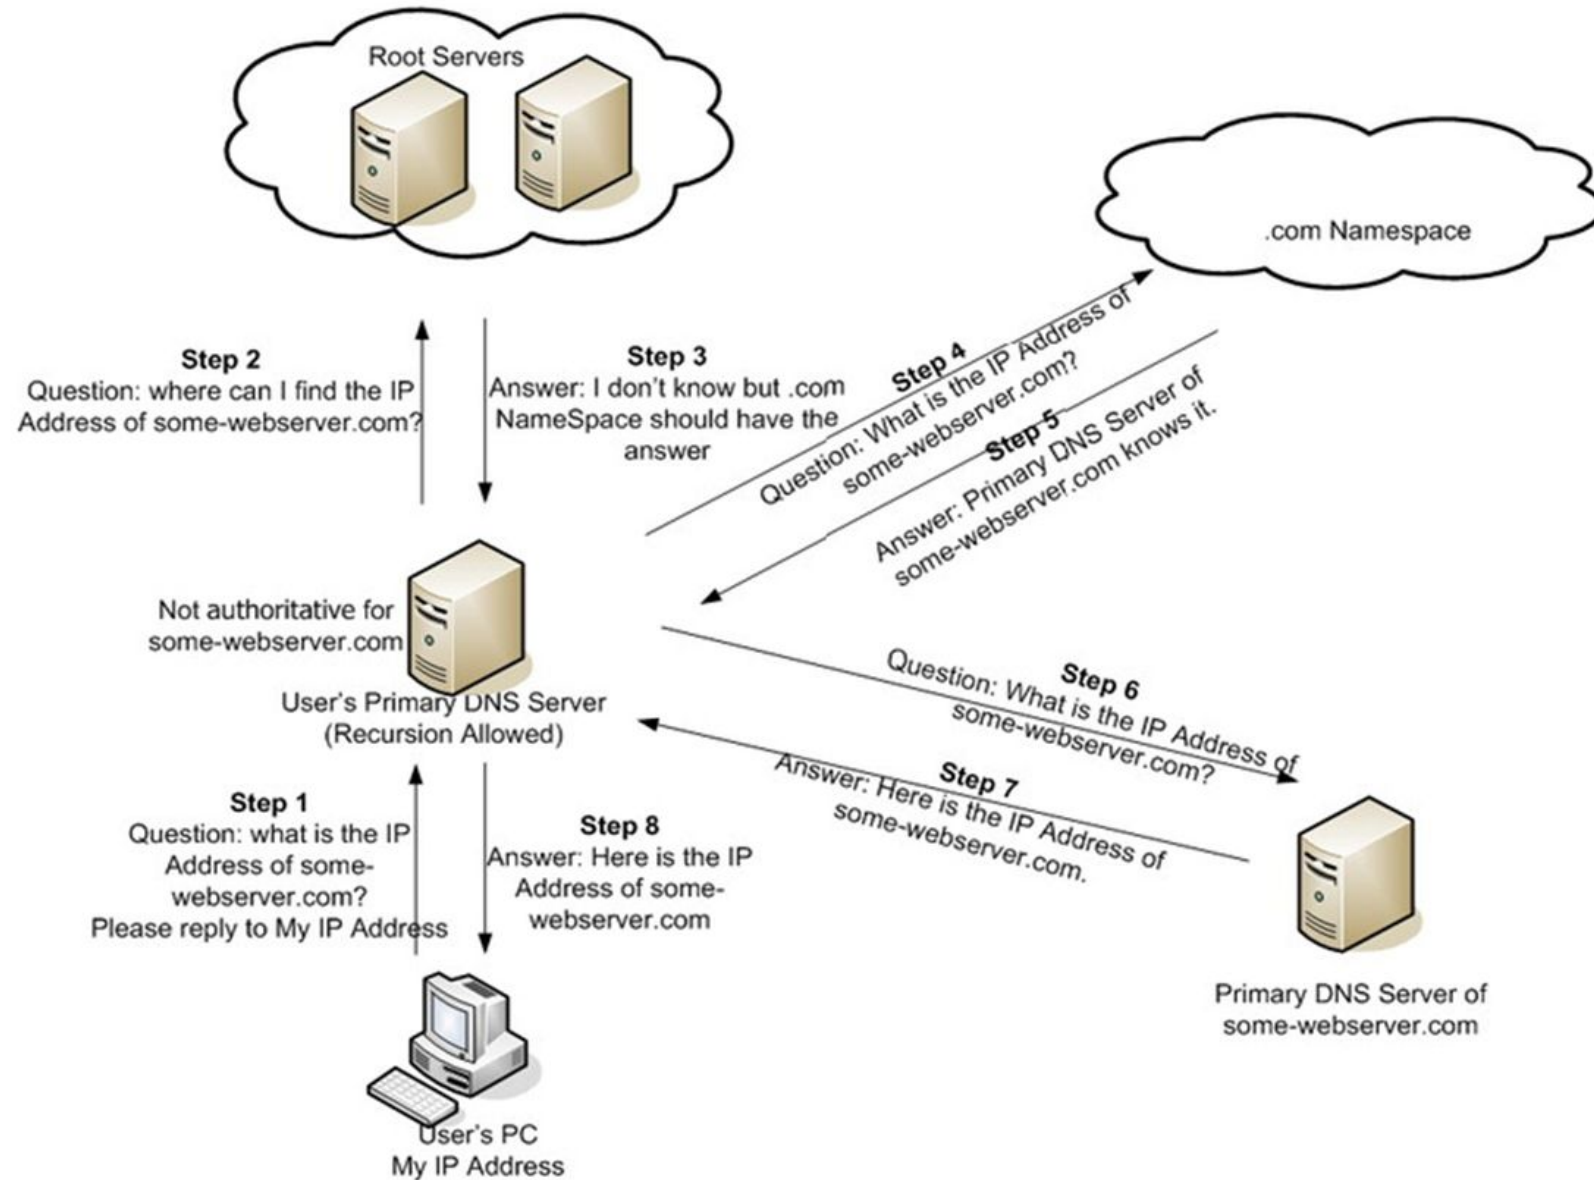 Root Servers
.com Namespace
Step 2
Question: where can I find the IP
Address of some-webserver.com?
Step 3
Answer: I don't know but .com
NameSpace should have the
answer
Step 4
Question: What is the IP Address of
some-webserver.com?
Step 5
Answer: Primary DNS Server of
some-webserver.com knows it.
Not authoritative for
some-webserver.com
User's Primary DNS Server
(Recursion Allowed)
Step 6
Question: What is the IP Address of
some-webserver.com?
Step 7
Answer: Here is the IP Address of
some-webserver.com.
Step 1
Question: what is the IP
Address of some-
webserver.com?
Please reply to My IP Address
Step 8
Answer: Here is the IP
Address of some-
webserver.com
Primary DNS Server of
some-webserver.com
User's PC
My IP Address